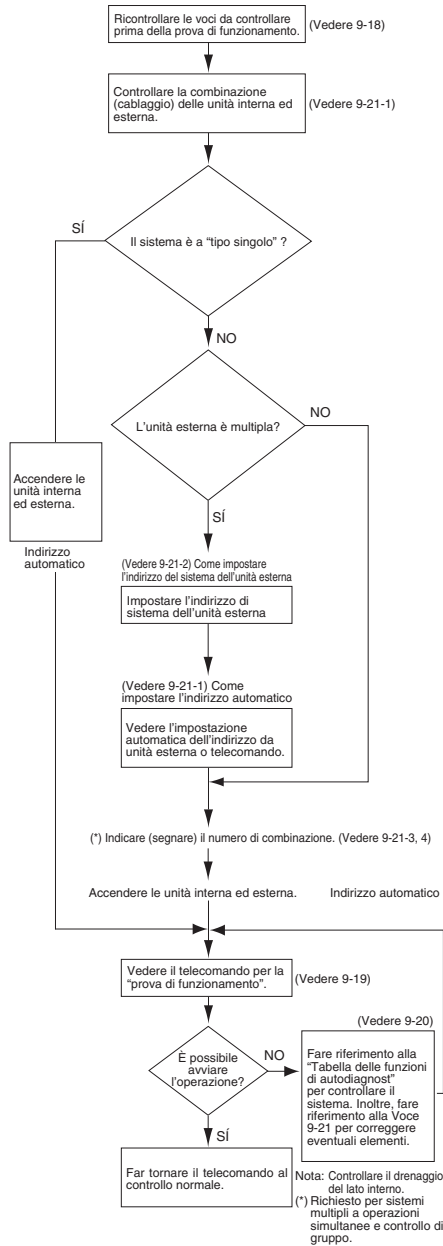 Ricontrollare le voci da controllare
prima della prova di funzionamento.
(Vedere 9-18)
Controllare la combinazione
(cablaggio) delle unità interna ed
esterna.
(Vedere 9-21-1)
SÍ
Il sistema è a “tipo singolo” ?
NO
L'unità esterna è multipla?
NO
Accendere le
unità interna
ed esterna.
Indirizzo
automatico
SÍ
(Vedere 9-21-2) Come impostare
l'indirizzo del sistema dell'unità esterna
Impostare l'indirizzo di
sistema dell'unità esterna
(Vedere 9-21-1) Come
impostare l'indirizzo automatico
Vedere l'impostazione
automatica dell'indirizzo da
unità esterna o telecomando.
(*) Indicare (segnare) il numero di combinazione. (Vedere 9-21-3, 4)
Accendere le unità interna ed esterna.
Indirizzo automatico
Vedere il telecomando per la
“prova di funzionamento”.
(Vedere 9-19)
È possibile
avviare
l'operazione?
NO
(Vedere 9-20)
Fare riferimento alla
“Tabella delle funzioni
di autodiagnost”
per controllare il
sistema. Inoltre, fare
riferimento alla Voce
9-21 per correggere
eventuali elementi.
SÍ
Far tornare il telecomando al
controllo normale.
Nota: Controllare il drenaggio
del lato interno.
(*) Richiesto per sistemi
multipli a operazioni
simultanee e controllo di
gruppo.